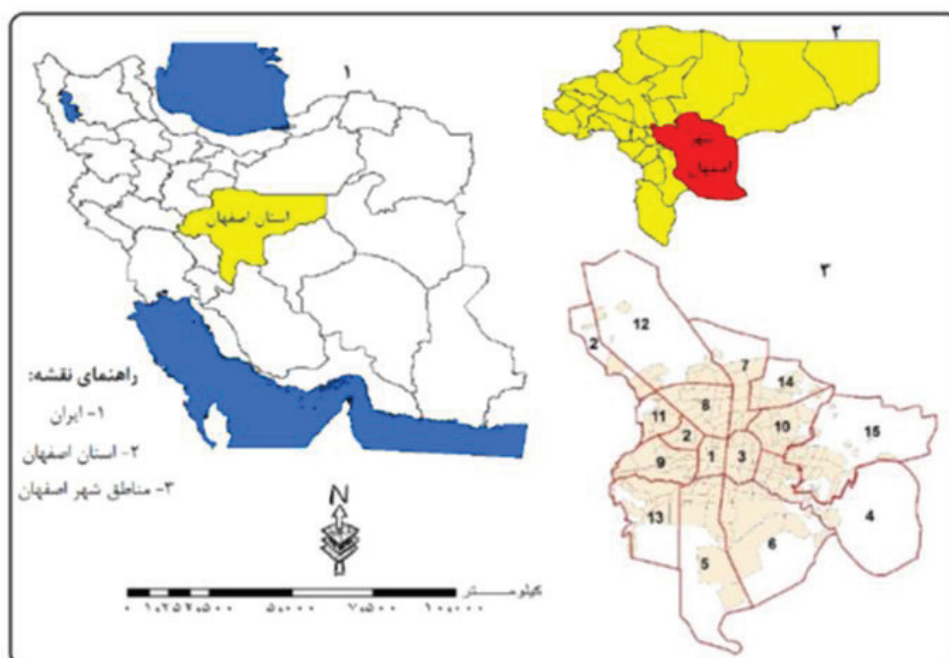 ۱
استان اصفهان
۲
شهر
اصفهان
۳
12
2
7
14
8
11
10
15
2
1
3
9
4
13
6
5
راهنمای نقشه:
۱- ایران
۲- استان اصفهان
۳- مناطق شهر اصفهان
N
کیلومتر